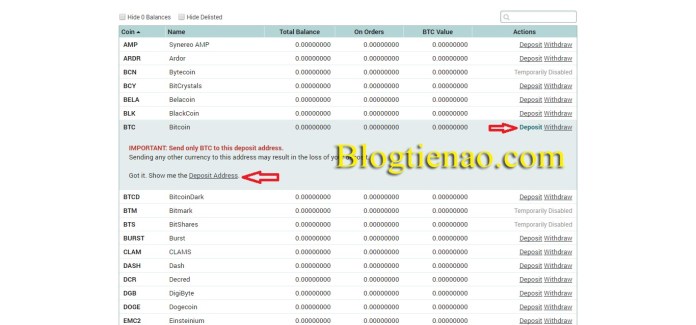 Hide 0 Balances Hide Delisted
Coin Name Total Balance On Orders BTC Value Actions
AMP Synereo AMP 0.00000000 0.00000000 0.00000000 Deposit Withdraw
ARDR Ardor 0.00000000 0.00000000 0.00000000 Deposit Withdraw
BCN Bytecoin 0.00000000 0.00000000 0.00000000 Temporarily Disabled
BCY BitCrystals 0.00000000 0.00000000 0.00000000 Deposit Withdraw
BELA Belacoin 0.00000000 0.00000000 0.00000000 Deposit Withdraw
BLK BlackCoin 0.00000000 0.00000000 0.00000000 Deposit Withdraw
BTC Bitcoin 0.00000000 0.00000000 0.00000000 Deposit Withdraw
IMPORTANT: Send only BTC to this deposit address.
Sending any other currency to this address may result in the loss of
Blogtienao.com
Got it. Show me the Deposit Address.
BTCD BitcoinDark 0.00000000 0.00000000 0.00000000 Deposit Withdraw
BTM Bitmark 0.00000000 0.00000000 0.00000000 Temporarily Disabled
BTS BitShares 0.00000000 0.00000000 0.00000000 Temporarily Disabled
BURST Burst 0.00000000 0.00000000 0.00000000 Deposit Withdraw
CLAM CLAMS 0.00000000 0.00000000 0.00000000 Deposit Withdraw
DASH Dash 0.00000000 0.00000000 0.00000000 Deposit Withdraw
DCR Decred 0.00000000 0.00000000 0.00000000 Deposit Withdraw
DGB DigiByte 0.00000000 0.00000000 0.00000000 Deposit Withdraw
DOGE Dogecoin 0.00000000 0.00000000 0.00000000 Deposit Withdraw
EMC2 Einsteinium 0.00000000 0.00000000 0.00000000 Deposit Withdraw